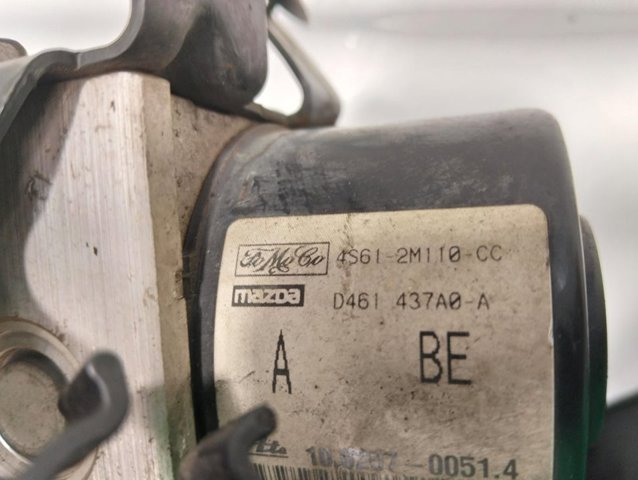 FoMoCo 4S61-2M110-CC
mazda D461 437A0-A
A BE
-0051.4